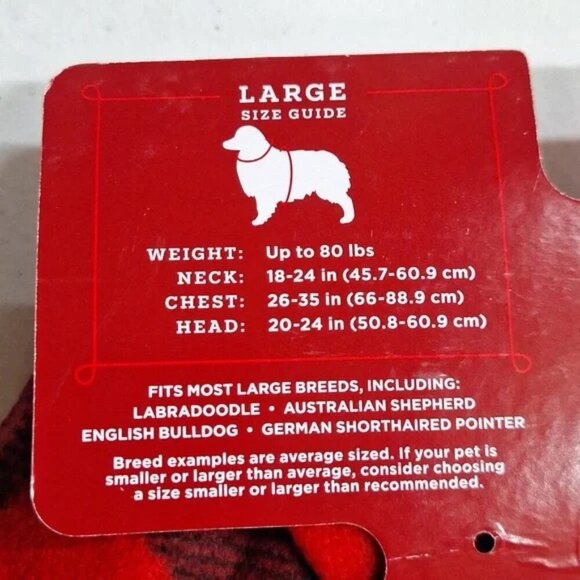 LARGE
SIZE GUIDE
WEIGHT: Up to 80 lbs
NECK: 18-24 in (45.7-60.9 cm)
CHEST: 26-35 in (66-88.9 cm)
HEAD: 20-24 in (50.8-60.9 cm)
FITS MOST LARGE BREEDS, INCLUDING:
LABRADOODLE • AUSTRALIAN SHEPHERD
ENGLISH BULLDOG • GERMAN SHORTHAIRED POINTER
Breed examples are average sized. If your pet is
smaller or larger than average, consider choosing
a size smaller or larger than recommended.